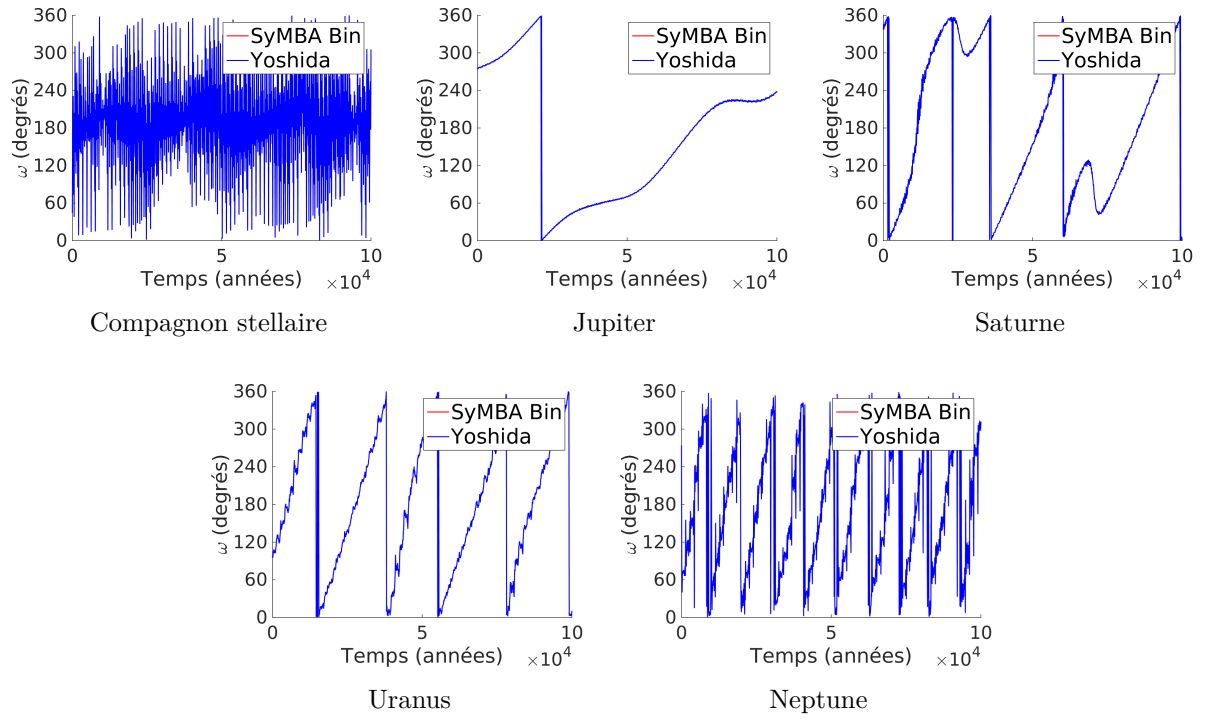 360
300
240
180
120
60
0
ω (degrés)
SyMBA Bin
Yoshida
0 5 10
Temps (années)
×10⁴
Compagnon stellaire
360
300
240
180
120
60
0
ω (degrés)
SyMBA Bin
Yoshida
0 5 10
Temps (années)
×10⁴
Jupiter
360
300
240
180
120
60
0
ω (degrés)
SyMBA Bin
Yoshida
0 5 10
Temps (années)
×10⁴
Saturne
360
300
240
180
120
60
0
ω (degrés)
SyMBA Bin
Yoshida
0 5 10
Temps (années)
×10⁴
Uranus
360
300
240
180
120
60
0
ω (degrés)
SyMBA Bin
Yoshida
0 5 10
Temps (années)
×10⁴
Neptune